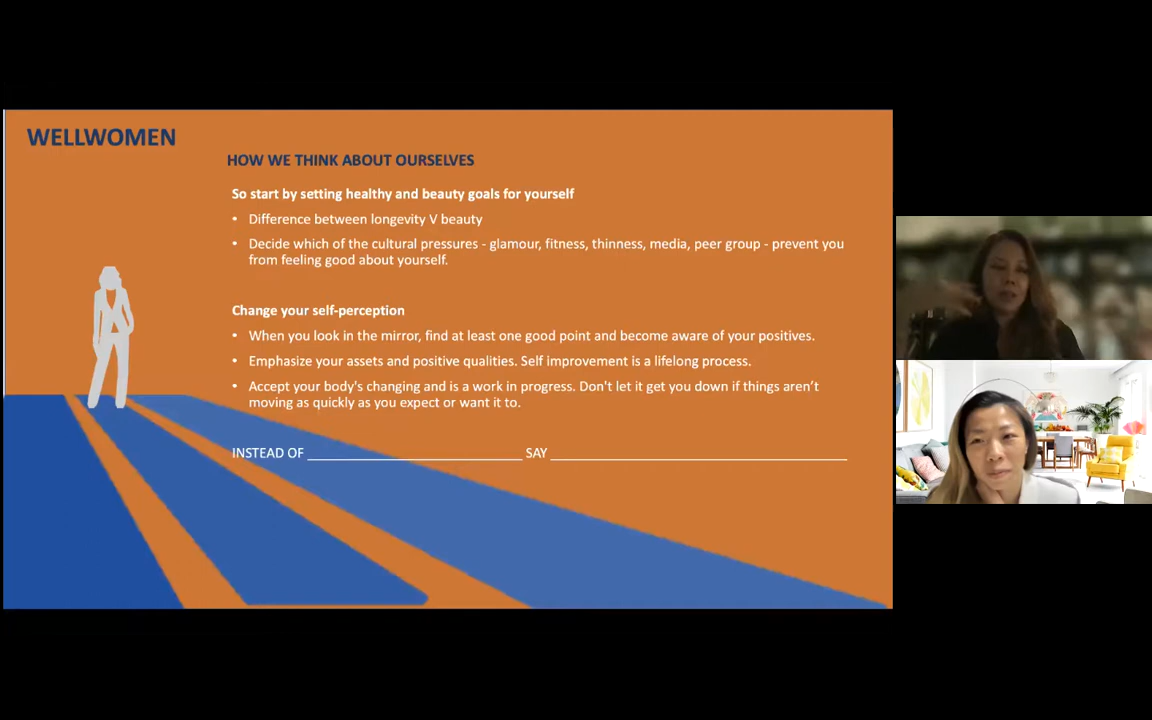 WELLWOMEN
HOW WE THINK ABOUT OURSELVES
So start by setting healthy and beauty goals for yourself
• Difference between longevity V beauty
• Decide which of the cultural pressures - glamour, fitness, thinness, media, peer group - prevent you
from feeling good about yourself.
Change your self-perception
• When you look in the mirror, find at least one good point and become aware of your positives.
• Emphasize your assets and positive qualities. Self improvement is a lifelong process.
• Accept your body's changing and is a work in progress. Don't let it get you down if things aren't
moving as quickly as you expect or want it to.
INSTEAD OF ____________________________ SAY _______________________________________